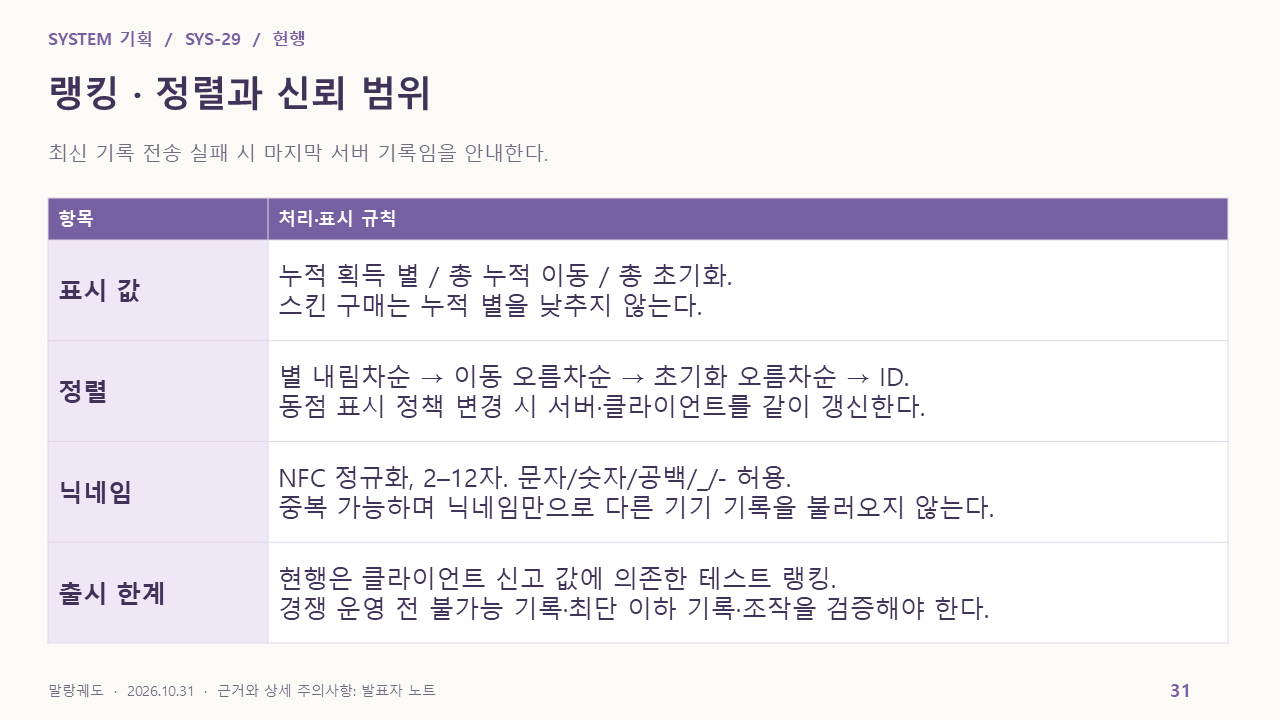 SYSTEM 기획 / SYS-29 / 현행
랭킹 · 정렬과 신뢰 범위
최신 기록 전송 실패 시 마지막 서버 기록임을 안내한다.
항목
처리·표시 규칙
표시 값
누적 획득 별 / 총 누적 이동 / 총 초기화.
스킨 구매는 누적 별을 낮추지 않는다.
정렬
별 내림차순 → 이동 오름차순 → 초기화 오름차순 → ID.
동점 표시 정책 변경 시 서버·클라이언트를 같이 갱신한다.
닉네임
NFC 정규화, 2–12자. 문자/숫자/공백/_/- 허용.
중복 가능하며 닉네임만으로 다른 기기 기록을 불러오지 않는다.
출시 한계
현행은 클라이언트 신고 값에 의존한 테스트 랭킹.
경쟁 운영 전 불가능 기록·최단 이하 기록·조작을 검증해야 한다.
말랑궤도 · 2026.10.31 · 근거와 상세 주의사항: 발표자 노트
31